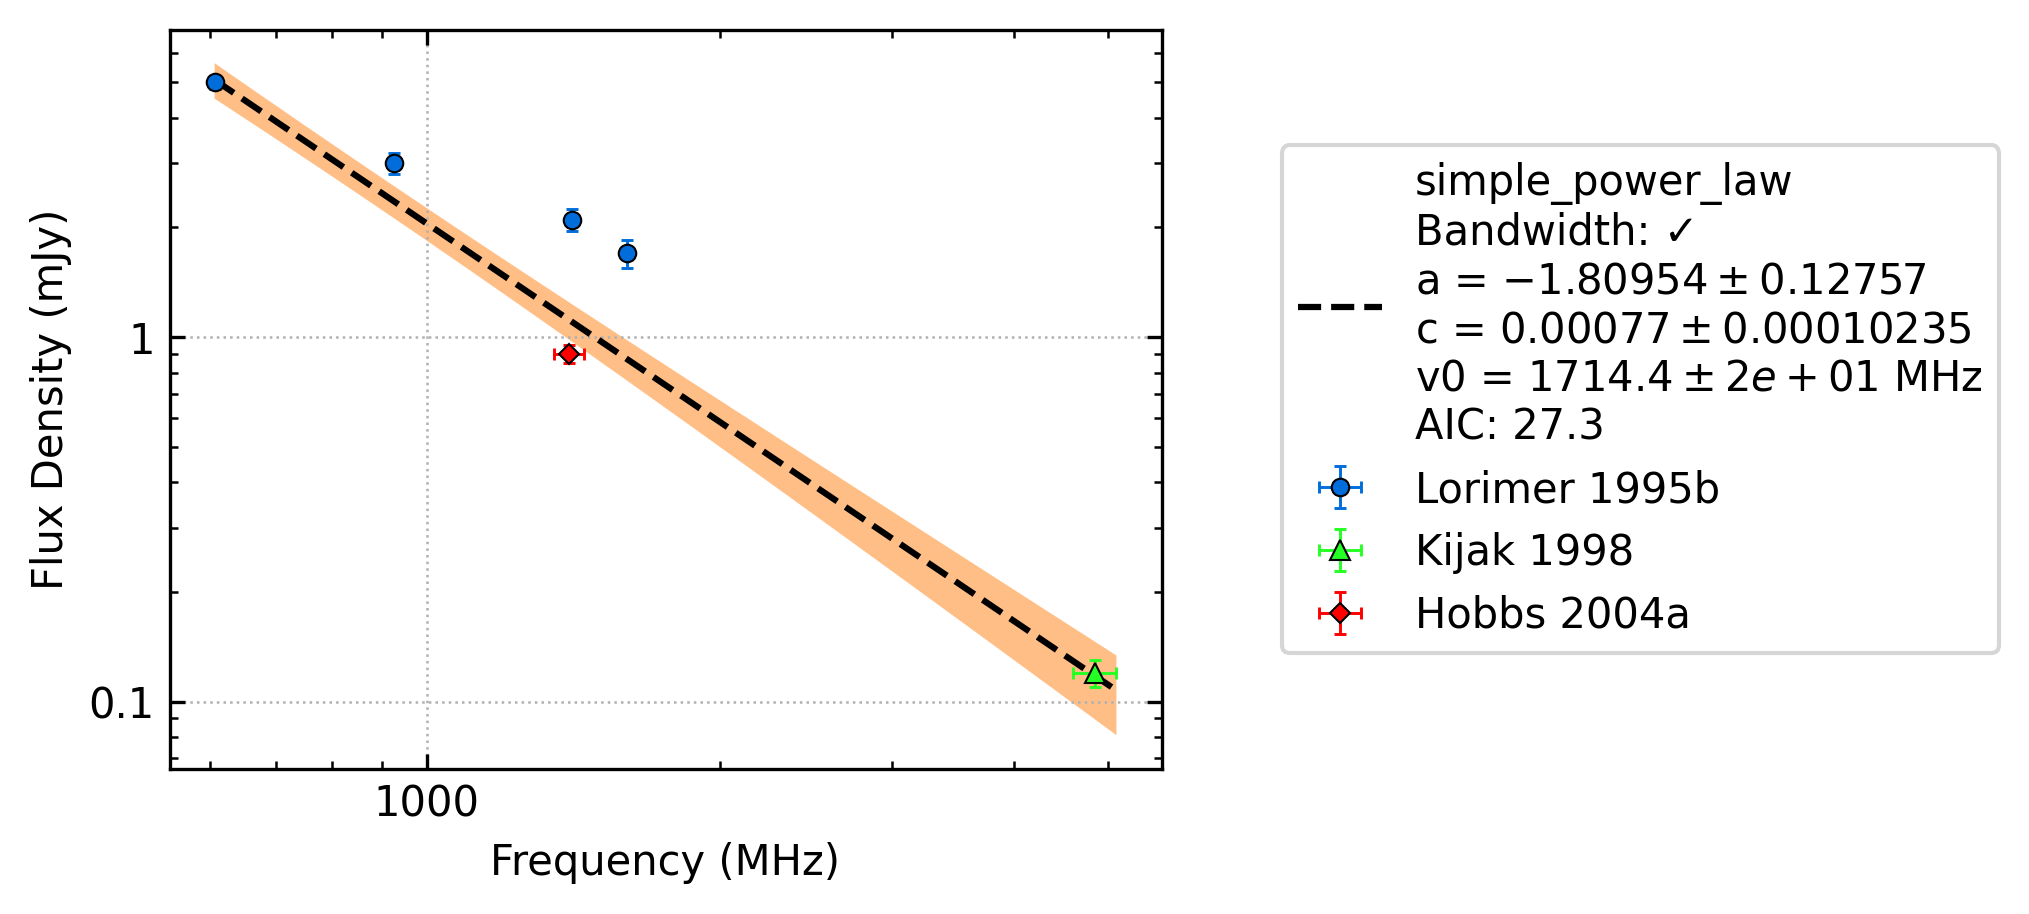 Flux Density (mJy)
1
0.1
1000
Frequency (MHz)
simple_power_law
Bandwidth: ✓
a = −1.80954 ± 0.12757
c = 0.00077 ± 0.00010235
v0 = 1714.4 ± 2e + 01 MHz
AIC: 27.3
Lorimer 1995b
Kijak 1998
Hobbs 2004a